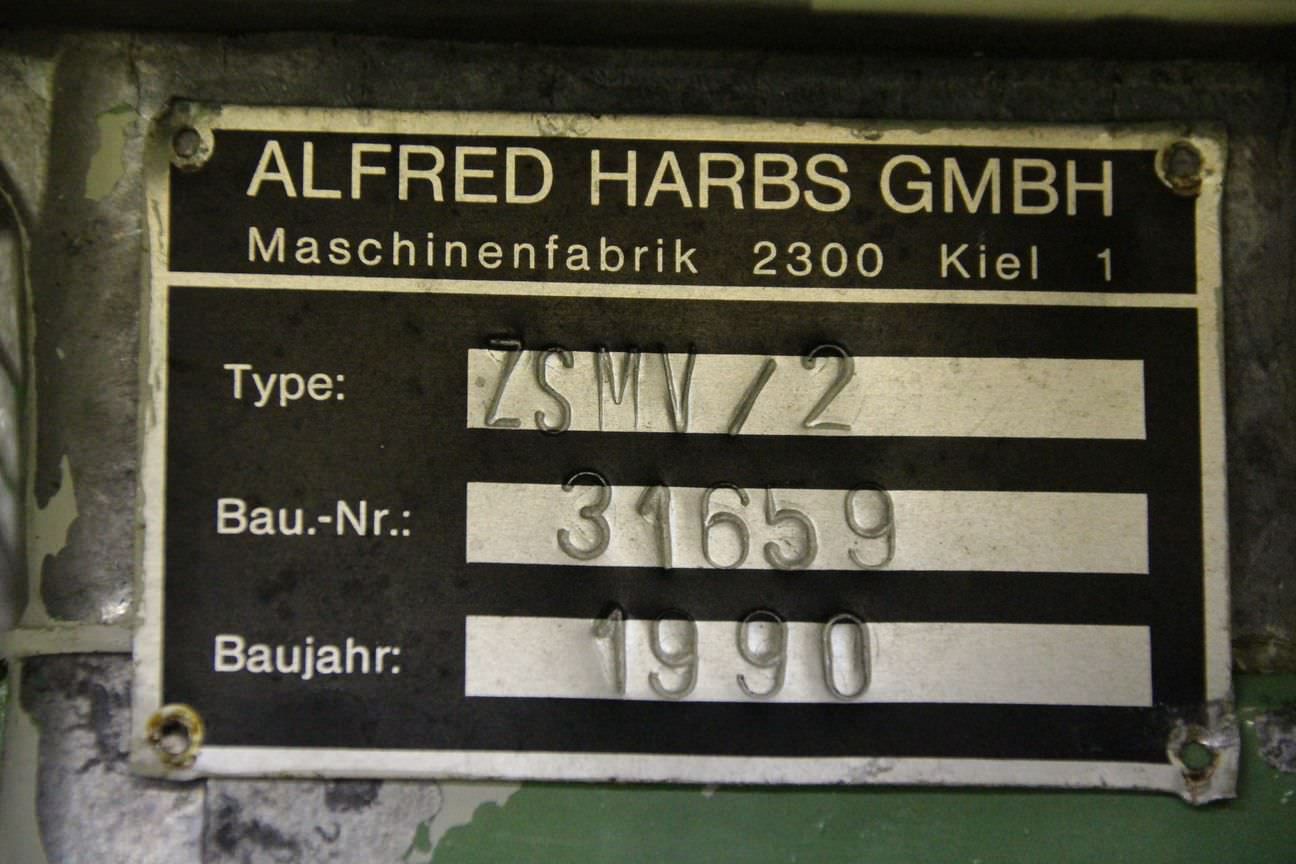 ALFRED HARBS GMBH
Maschinenfabrik 2300 Kiel 1
Type: ZSMV/2
Bau.-Nr.: 31659
Baujahr: 1990